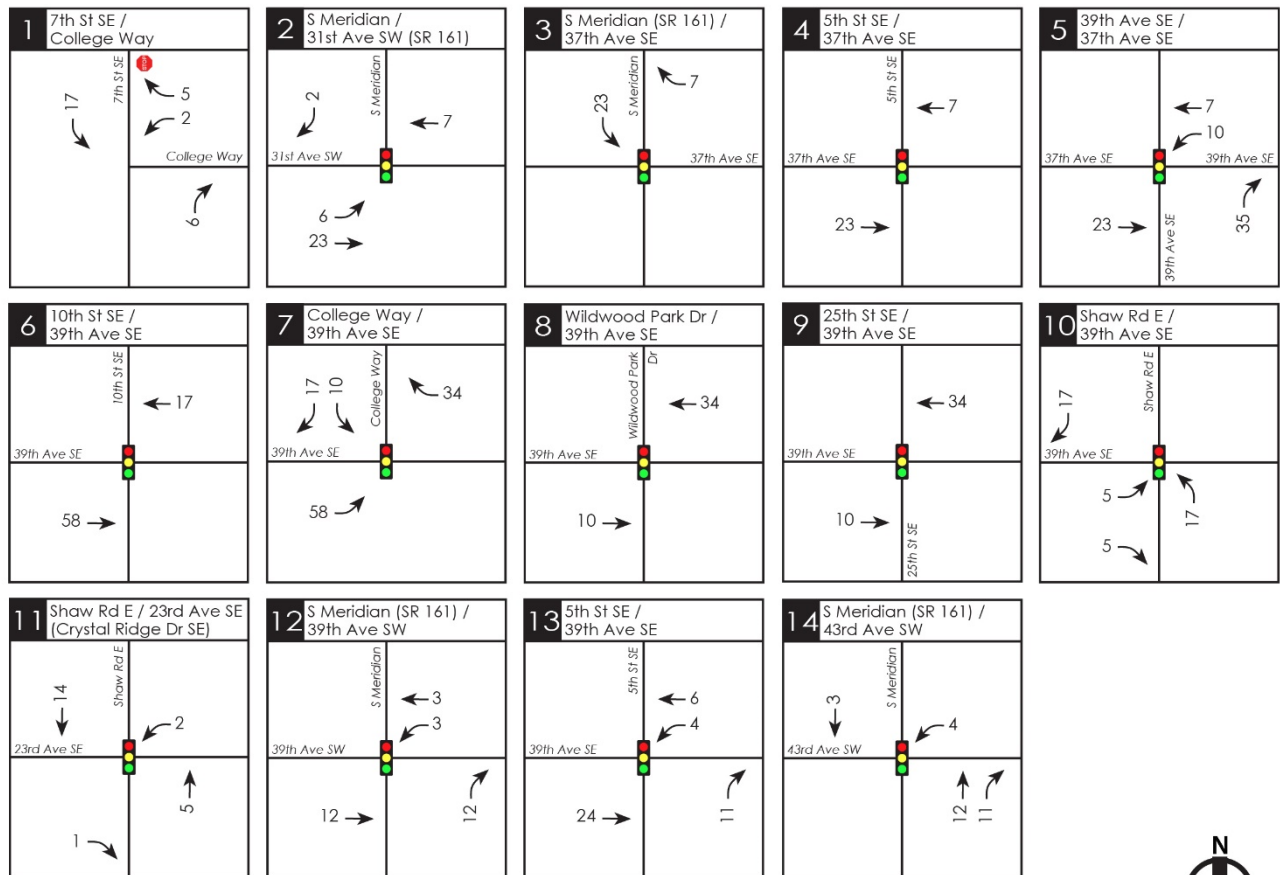 1
7th St SE /
College Way
7th St SE
STOP
17
5
2
College Way
6
2
S Meridian /
31st Ave SW (SR 161)
S Meridian
2
7
31st Ave SW
6
23
3
S Meridian (SR 161) /
37th Ave SE
S Meridian
7
23
37th Ave SE
4
5th St SE /
37th Ave SE
5th St SE
7
37th Ave SE
23
5
39th Ave SE /
37th Ave SE
7
10
37th Ave SE
39th Ave SE
23
35
39th Ave SE
6
10th St SE /
39th Ave SE
10th St SE
17
39th Ave SE
58
7
College Way /
39th Ave SE
College Way
17
10
34
39th Ave SE
58
8
Wildwood Park Dr /
39th Ave SE
Wildwood Park
Dr
34
39th Ave SE
10
9
25th St SE /
39th Ave SE
34
39th Ave SE
10
25th St SE
10
Shaw Rd E /
39th Ave SE
Shaw Rd E
17
39th Ave SE
5
17
5
11
Shaw Rd E / 23rd Ave SE
(Crystal Ridge Dr SE)
Shaw Rd E
14
2
23rd Ave SE
5
1
12
S Meridian (SR 161) /
39th Ave SW
S Meridian
3
3
39th Ave SW
12
12
13
5th St SE /
39th Ave SE
5th St SE
6
4
39th Ave SE
24
11
14
S Meridian (SR 161) /
43rd Ave SW
S Meridian
3
4
43rd Ave SW
12
11
N